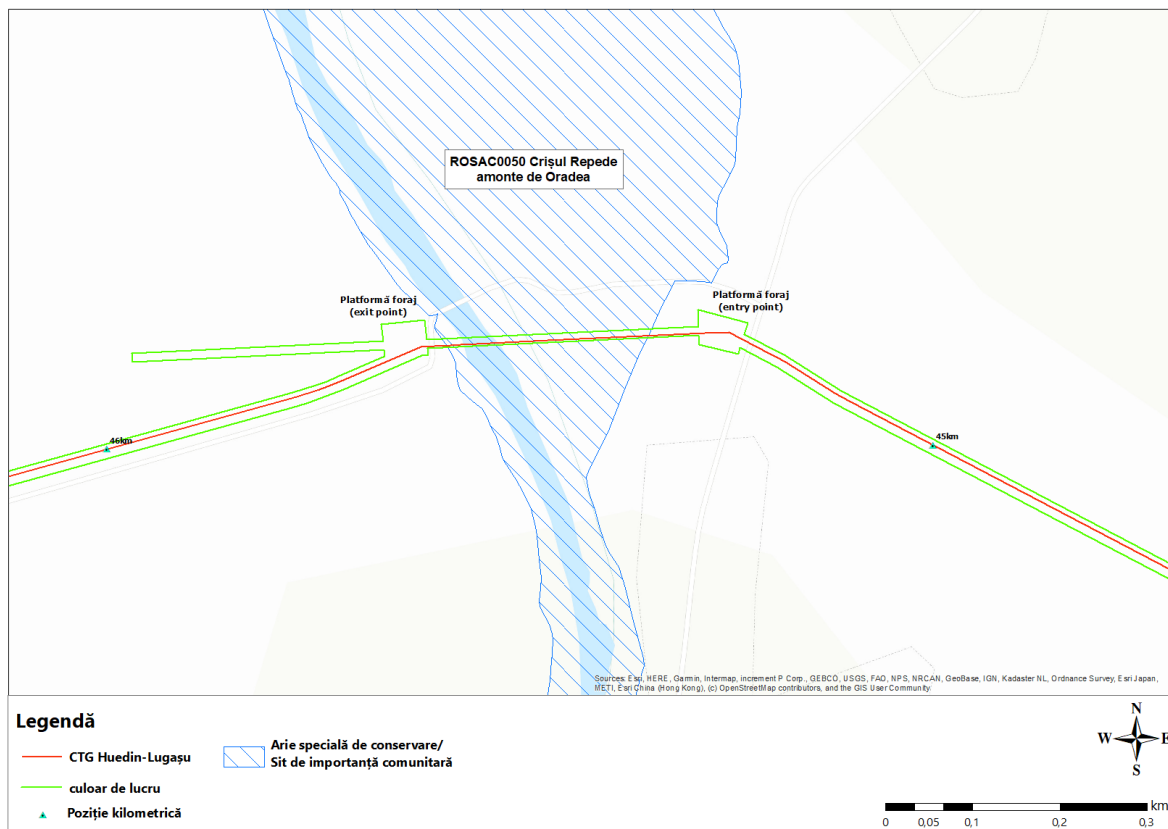 ROSAC0050 Crișul Repede
amonte de Oradea
Platformă foraj
(exit point)
Platformă foraj
(entry point)
46km
45km
Sources: Esri, HERE, Garmin, Intermap, increment P Corp., GEBCO, USGS, FAO, NPS, NRCAN, GeoBase, IGN, Kadaster NL, Ordnance Survey, Esri Japan,
METI, Esri China (Hong Kong), (c) OpenStreetMap contributors, and the GIS User Community
Legendă
CTG Huedin-Lugașu
culoar de lucru
Poziție kilometrică
Arie specială de conservare/
Sit de importanță comunitară
N
W E
S
km
0 0,05 0,1 0,2 0,3